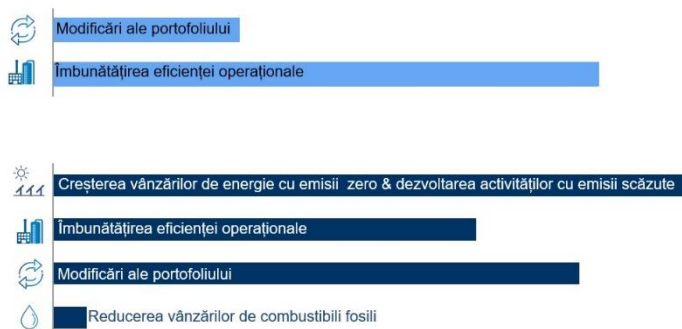 Modificări ale portofoliului
Îmbunătățirea eficienței operaționale
Creșterea vânzărilor de energie cu emisii zero & dezvoltarea activităților cu emisii scăzute
Îmbunătățirea eficienței operaționale
Modificări ale portofoliului
Reducerea vânzărilor de combustibili fosili